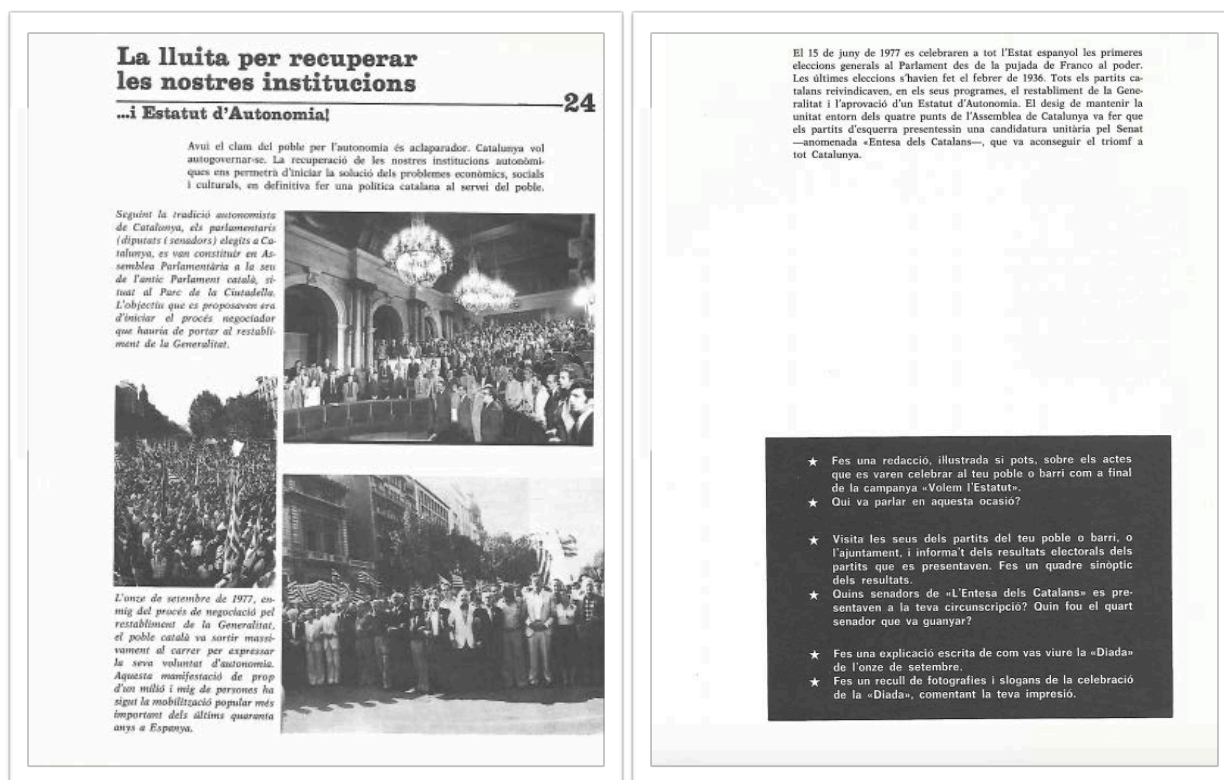 La lluita per recuperar
les nostres institucions
24
...i Estatut d'Autonomia!
Avui el clam del poble per l'autonomia és aclaparador. Catalunya vol
autogovernar-se. La recuperació de les nostres institucions autonòmi-
ques ens permetrà d'iniciar la solució dels problemes econòmics, socials
i culturals, en definitiva fer una política catalana al servei del poble.
Seguint la tradició autonomista
de Catalunya, els parlamentaris
(diputats i senadors) elegits a Ca-
talunya, es van constituir en As-
semblea Parlamentària a la seu
de l'antic Parlament català, si-
tuat al Parc de la Ciutadella.
L'objectiu que es proposaven era
d'iniciar el procés negociador
que hauria de portar al restabli-
ment de la Generalitat.
L'onze de setembre de 1977, en-
mig del procés de negociació pel
restabliment de la Generalitat,
el poble català va sortir massi-
vament al carrer per expressar
la seva voluntat d'autonomia.
Aquesta manifestació de prop
d'un milió i mig de persones ha
sigut la mobilització popular més
important dels últims quaranta
anys a Espanya.
El 15 de juny de 1977 es celebraren a tot l'Estat espanyol les primeres
eleccions generals al Parlament des de la pujada de Franco al poder.
Les últimes eleccions s'havien fet el febrer de 1936. Tots els partits ca-
talans reivindicaven, en els seus programes, el restabliment de la Gene-
ralitat i l'aprovació d'un Estatut d'Autonomia. El desig de mantenir la
unitat entorn dels quatre punts de l'Assemblea de Catalunya va fer que
els partits d'esquerra presentessin una candidatura unitària pel Senat
—anomenada «Entesa dels Catalans—, que va aconseguir el triomf a
tot Catalunya.
★ Fes una redacció, il·lustrada si pots, sobre els actes
que es varen celebrar al teu poble o barri com a final
de la campanya «Volem l'Estatut».
★ Qui va parlar en aquesta ocasió?
★ Visita les seus dels partits del teu poble o barri, o
l'ajuntament, i informa't dels resultats electorals dels
partits que es presentaven. Fes un quadre sinòptic
dels resultats.
★ Quins senadors de «L'Entesa dels Catalans» es pre-
sentaven a la teva circunscripció? Quin fou el quart
senador que va guanyar?
★ Fes una explicació escrita de com vas viure la «Diada»
de l'onze de setembre.
★ Fes un recull de fotografies i slogans de la celebració
de la «Diada», comentant la teva impresió.